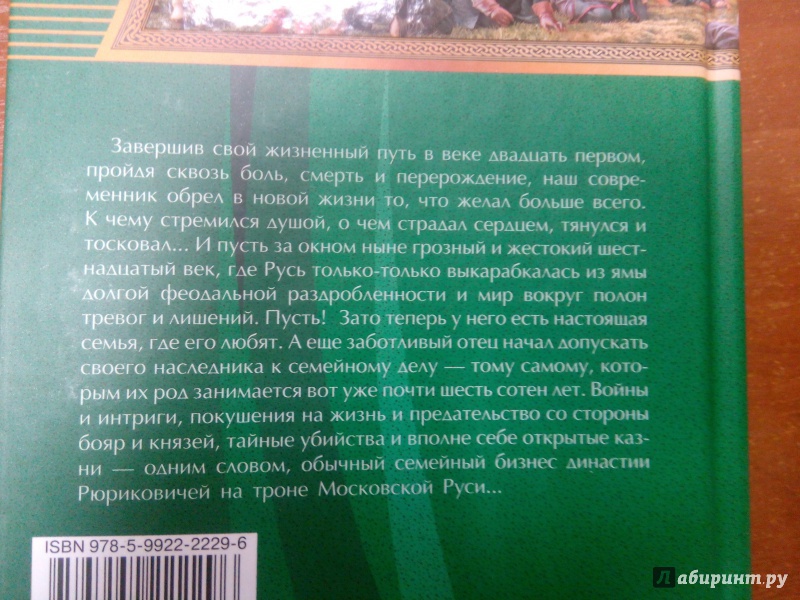 Завершив свой жизненный путь в веке двадцать первом,
пройдя сквозь боль, смерть и перерождение, наш совре-
менник обрел в новой жизни то, что желал больше всего.
К чему стремился душой, о чем страдал сердцем, тянулся и
тосковал... И пусть за окном ныне грозный и жестокий шест-
надцатый век, где Русь только-только выкарабкалась из ямы
долгой феодальной раздробленности и мир вокруг полон
тревог и лишений. Пусть! Зато теперь у него есть настоящая
семья, где его любят. А еще заботливый отец начал допускать
своего наследника к семейному делу — тому самому, кото-
рым их род занимается вот уже почти шесть сотен лет. Войны
и интриги, покушения на жизнь и предательство со стороны
бояр и князей, тайные убийства и вполне себе открытые каз-
ни — одним словом, обычный семейный бизнес династии
Рюриковичей на троне Московской Руси...
ISBN 978-5-9922-2229-6
Лабиринт.ру